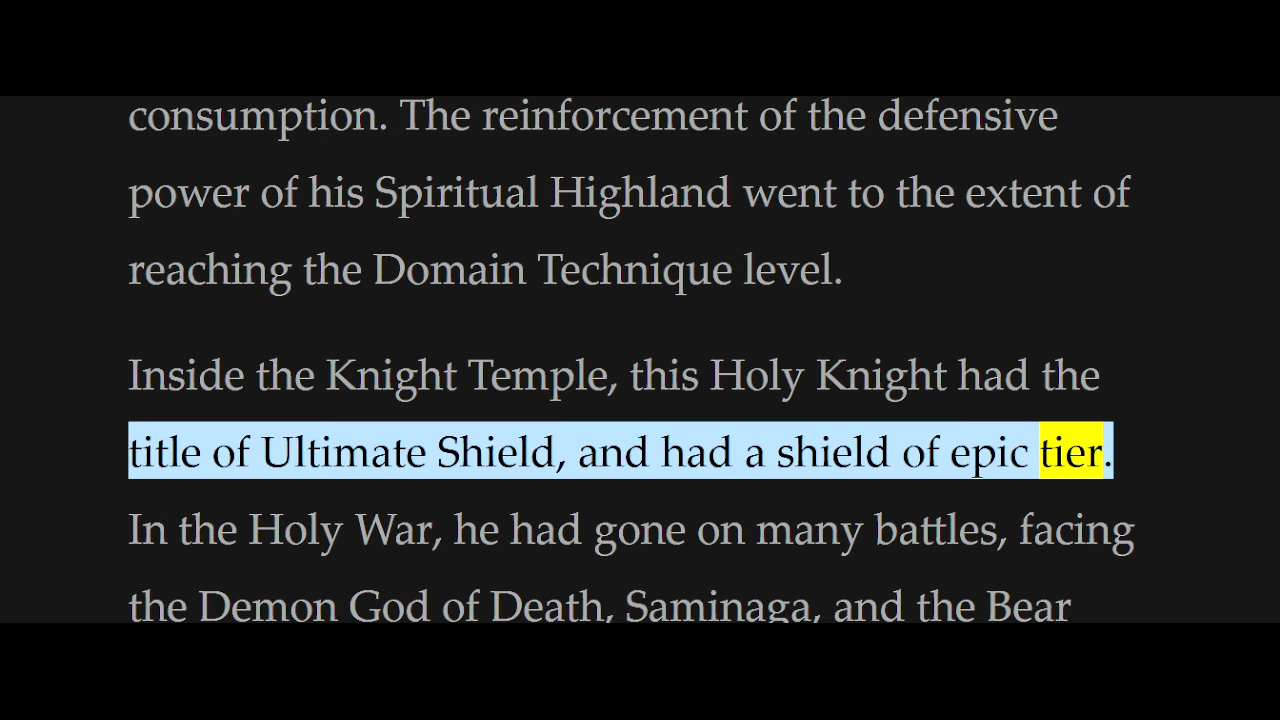 consumption. The reinforcement of the defensive
power of his Spiritual Highland went to the extent of
reaching the Domain Technique level.
Inside the Knight Temple, this Holy Knight had the
title of Ultimate Shield, and had a shield of epic tier.
In the Holy War, he had gone on many battles, facing
the Demon God of Death, Saminaga, and the Bear